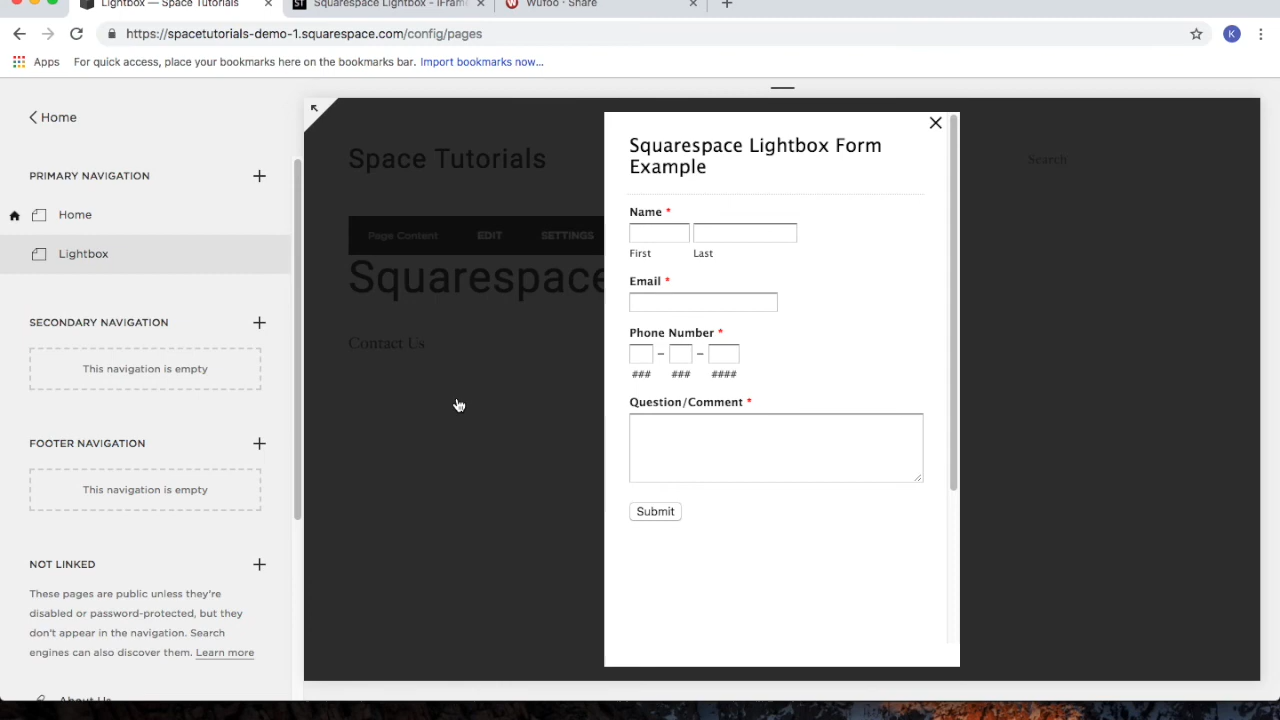 Lightbox — Space Tutorials
Squarespace Lightbox - iFrame
Wufoo · Share
https://spacetutorials-demo-1.squarespace.com/config/pages
K
Apps
For quick access, place your bookmarks here on the bookmarks bar. Import bookmarks now...
Home
PRIMARY NAVIGATION
Home
Lightbox
SECONDARY NAVIGATION
This navigation is empty
FOOTER NAVIGATION
This navigation is empty
NOT LINKED
These pages are public unless they're
disabled or password-protected, but they
don't appear in the navigation. Search
engines can also discover them. Learn more
About Us
Space Tutorials
Search
Page Content EDIT SETTINGS
Squarespace
Contact Us
Squarespace Lightbox Form
Example
Name *
First Last
Email *
Phone Number *
– –
### ### ####
Question/Comment *
Submit